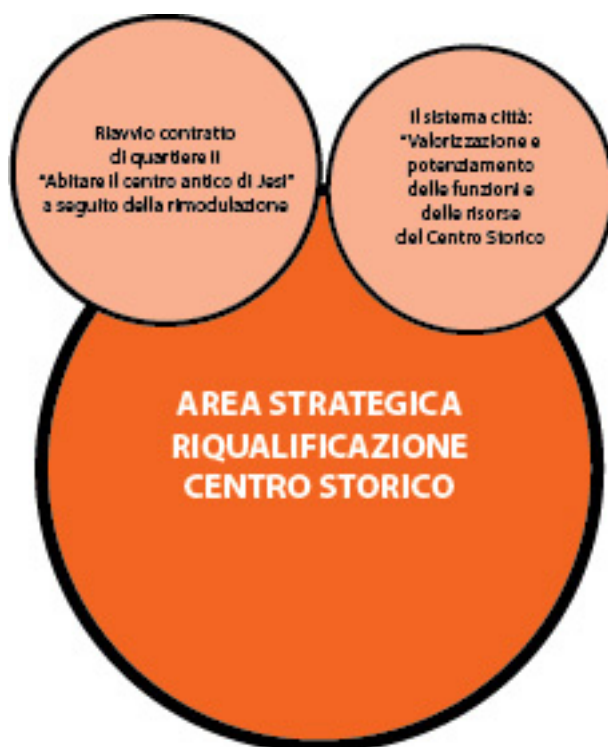 Riavvio contratto
di quartiere II
"Abitare il centro antico di Jesi"
a seguito della rimodulazione
Il sistema città:
"Valorizzazione e
potenziamento
delle funzioni e
delle risorse
del Centro Storico
AREA STRATEGICA
RIQUALIFICAZIONE
CENTRO STORICO